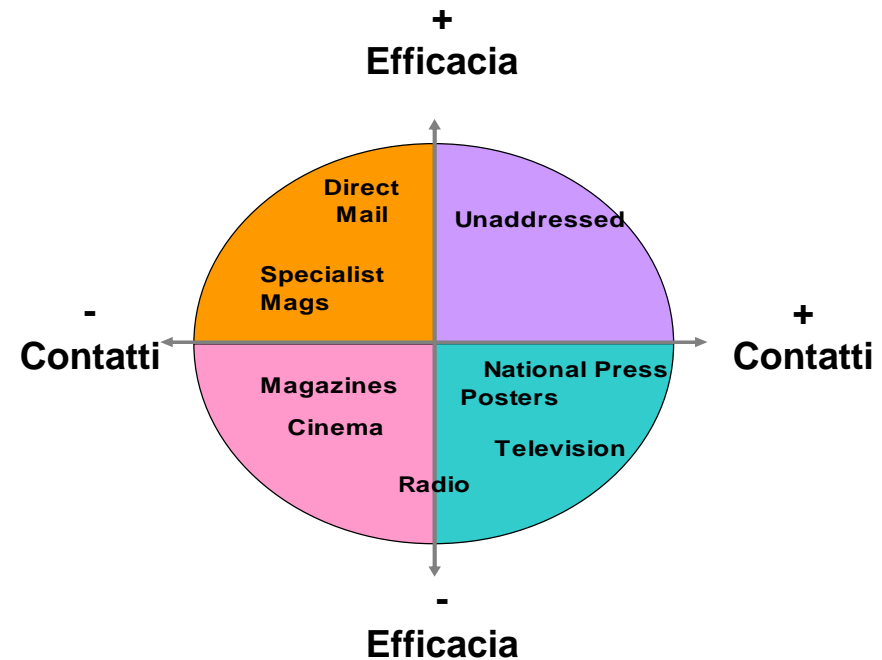 +
Efficacia
Direct
Mail
Unaddressed
Specialist
Mags
-
Contatti
+
Contatti
National Press
Posters
Magazines
Cinema
Television
Radio
-
Efficacia